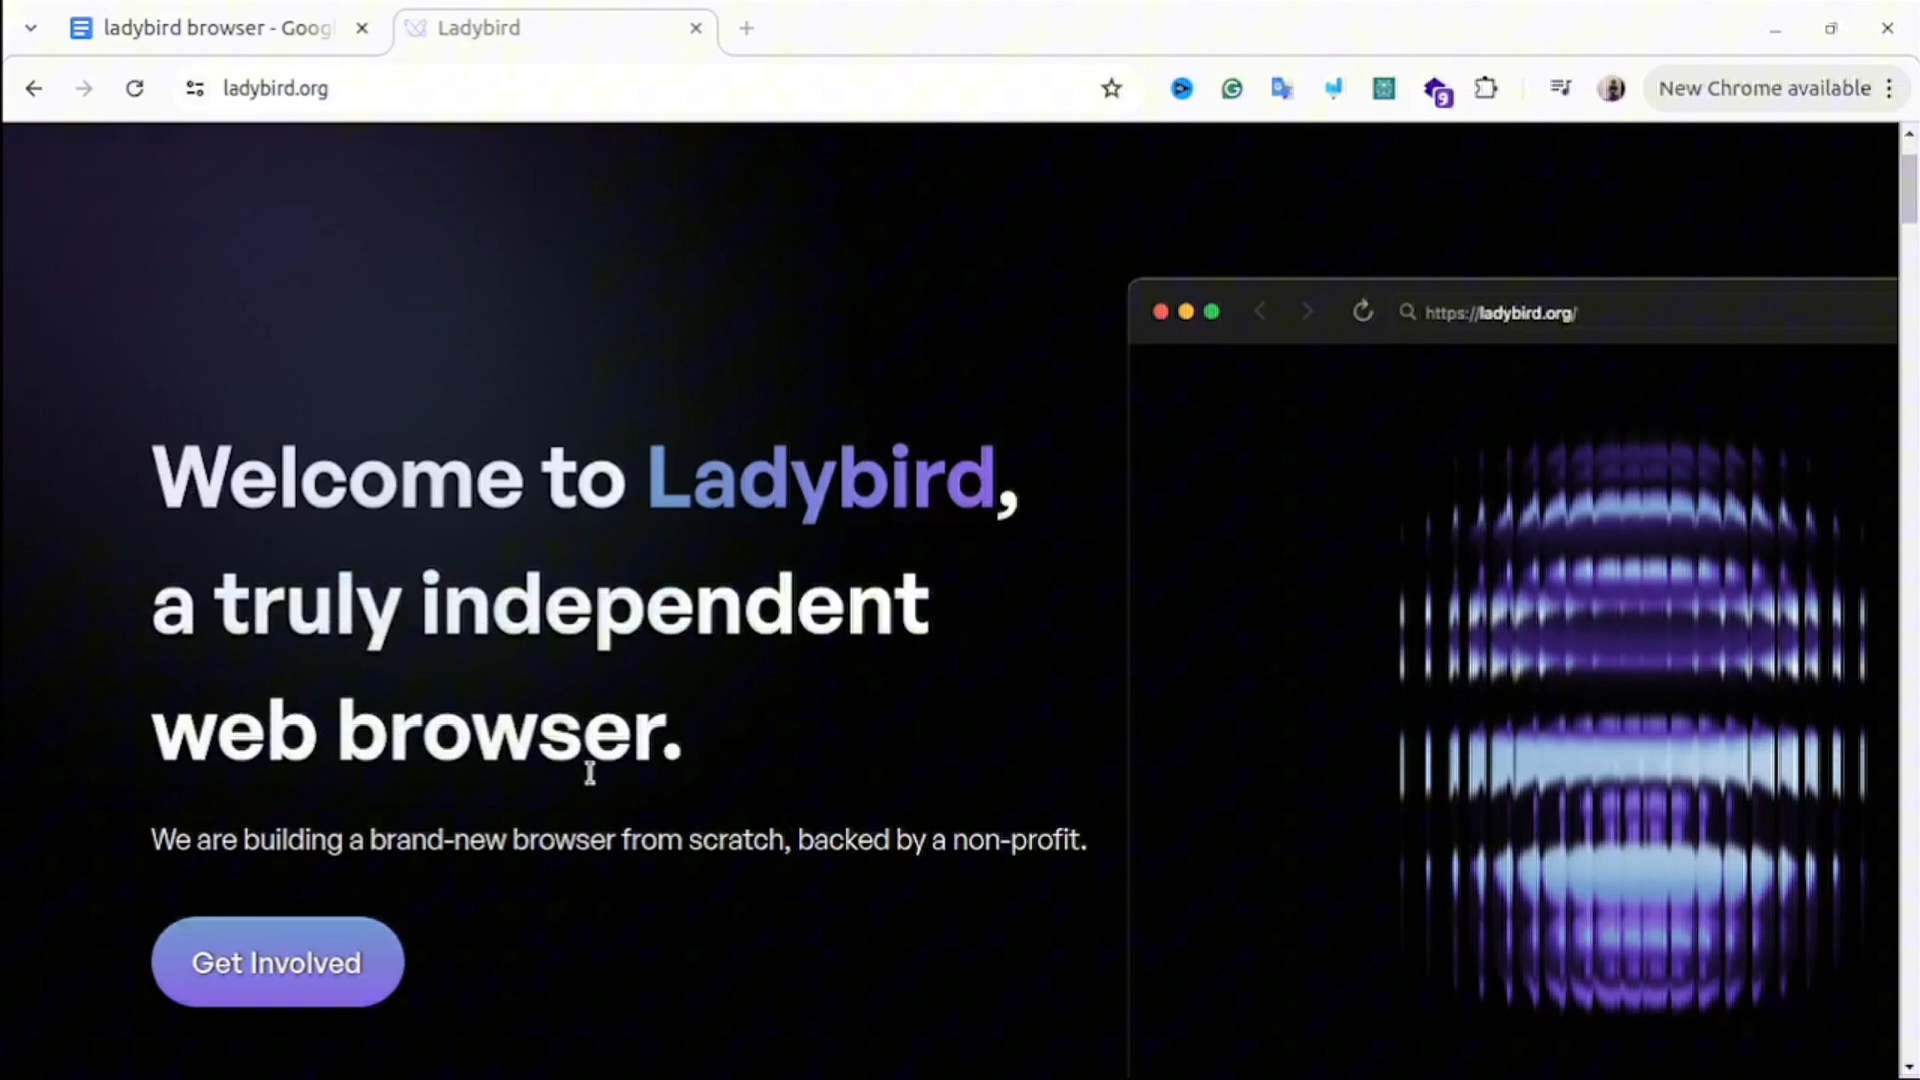 ladybird browser - Goog
Ladybird
ladybird.org
9
New Chrome available
https://ladybird.org/
Welcome to Ladybird,
a truly independent
web browser.
We are building a brand-new browser from scratch, backed by a non-profit.
Get Involved